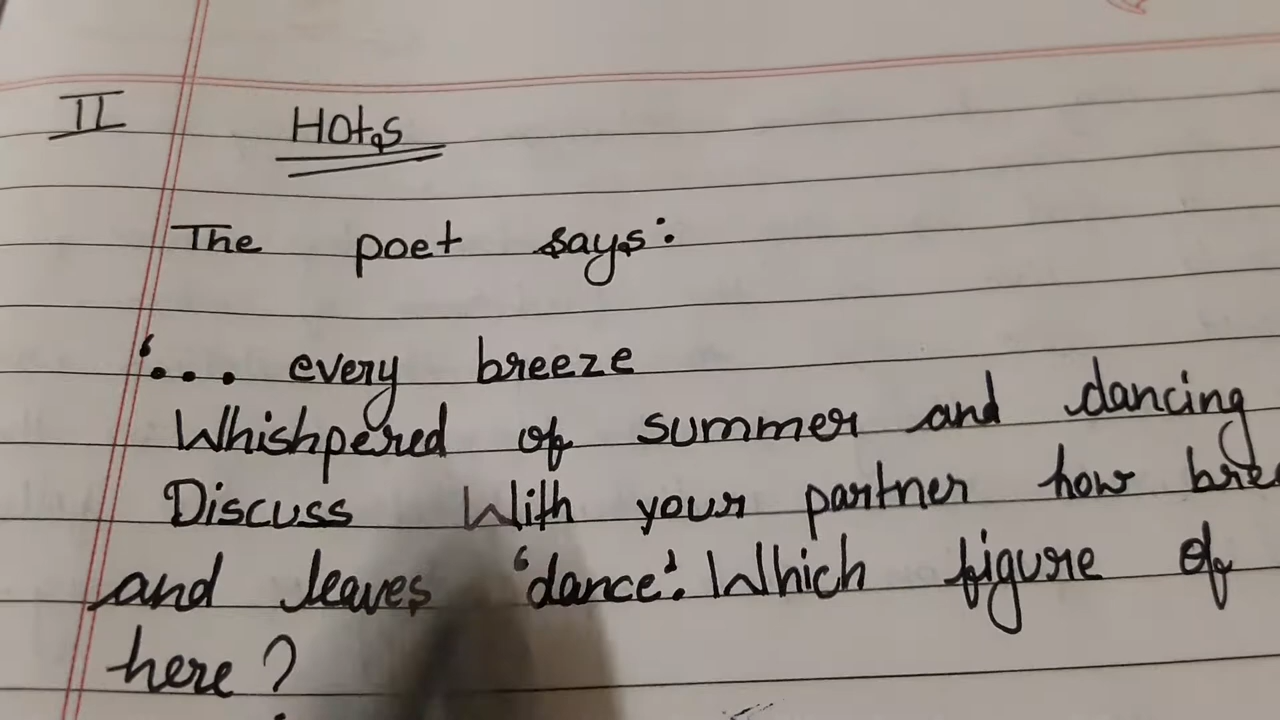 II
HOts
The poet says:
'... every breeze
Whishpered of summer and dancing
Discuss With your partner how
and leaves 'dance'. Which figure of
here?